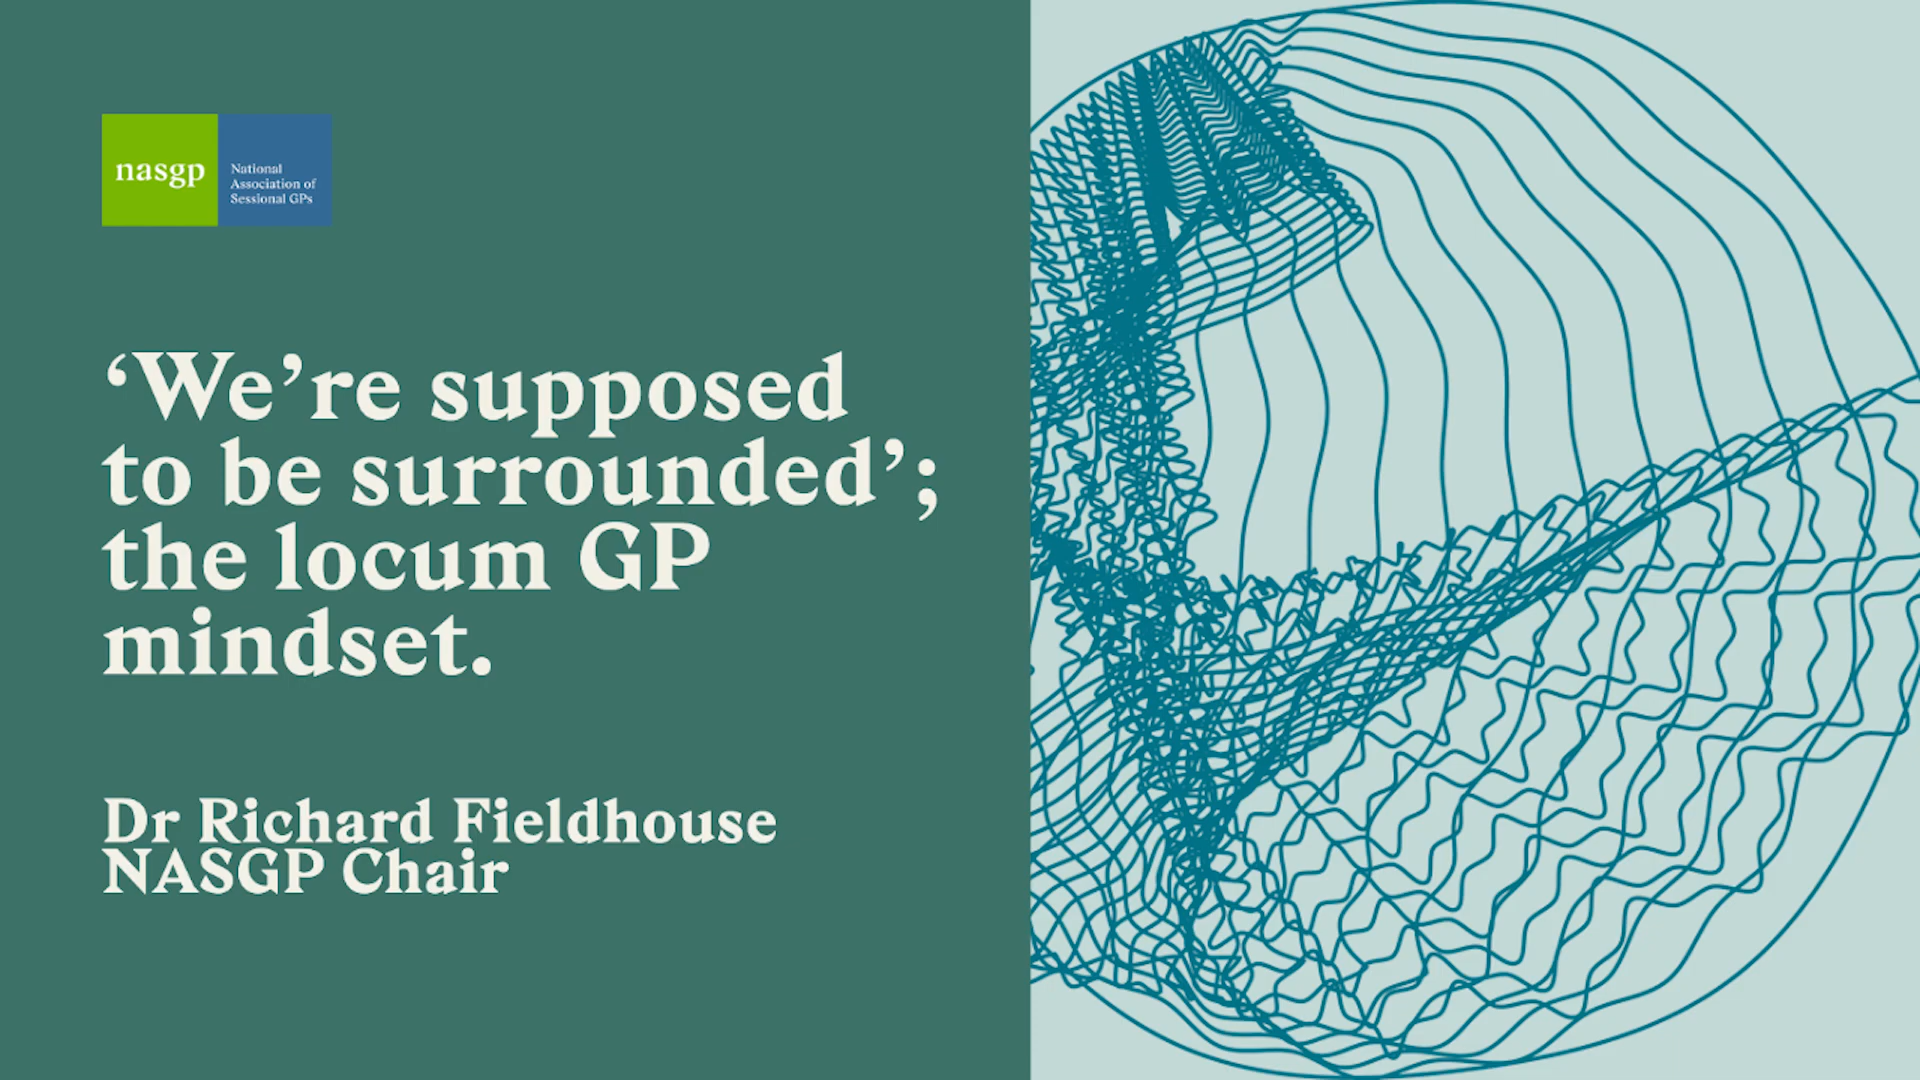 nasgp
National
Association of
Sessional GPs
‘We’re supposed
to be surrounded’;
the locum GP
mindset.
Dr Richard Fieldhouse
NASGP Chair